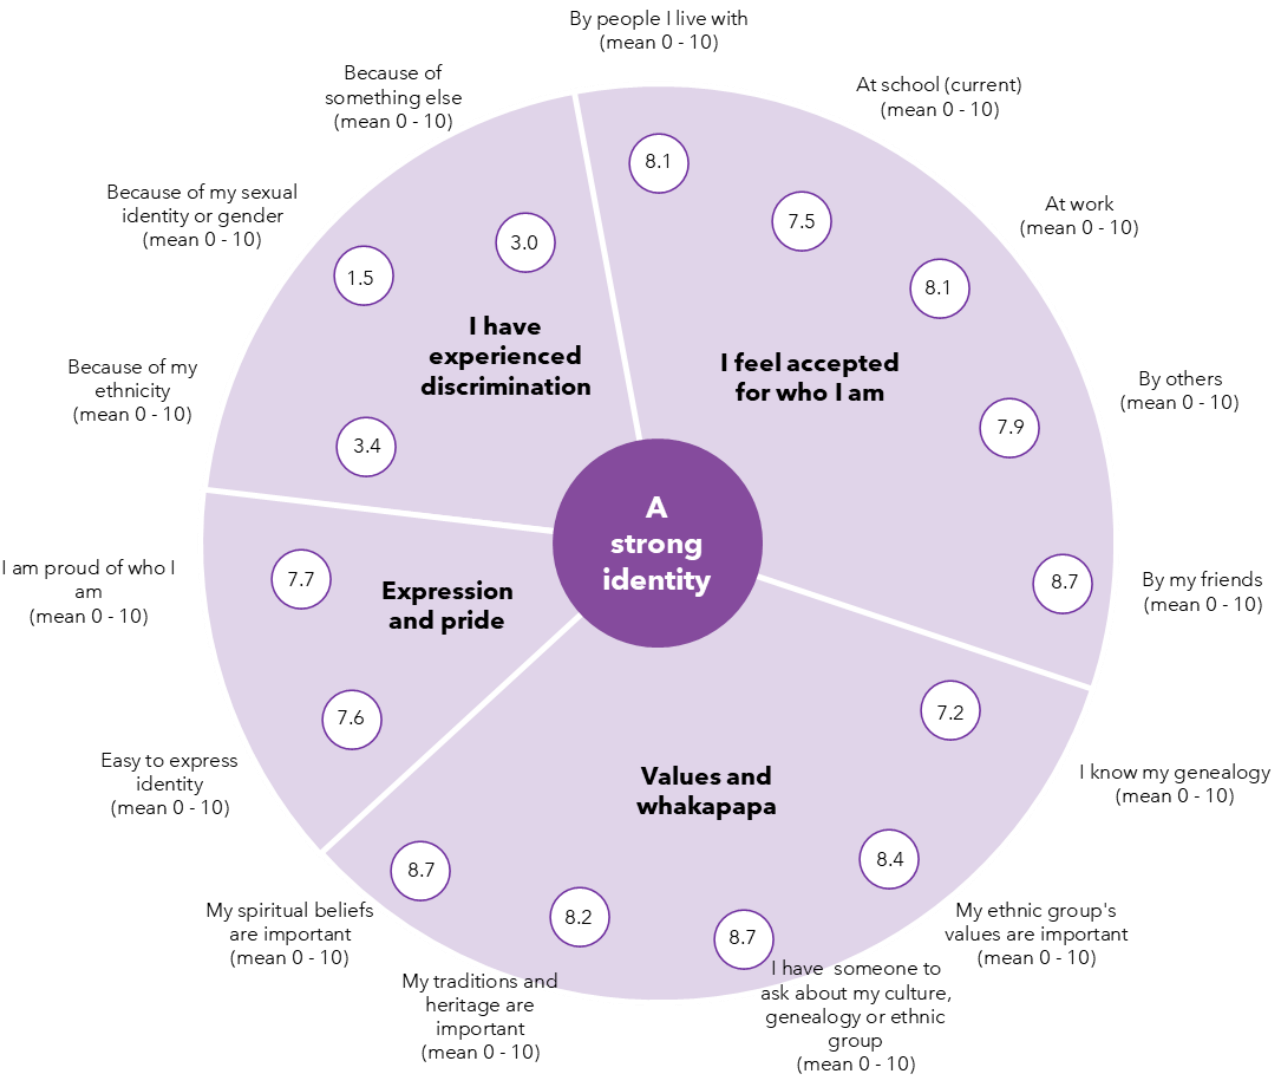 By people I live with
(mean 0 - 10)
At school (current)
(mean 0 - 10)
At work
(mean 0 - 10)
By others
(mean 0 - 10)
By my friends
(mean 0 - 10)
8.1
7.5
8.1
7.9
8.7
I feel accepted
for who I am
I know my genealogy
(mean 0 - 10)
My ethnic group's
values are important
(mean 0 - 10)
I have someone to
ask about my culture,
genealogy or ethnic
group
(mean 0 - 10)
My traditions and
heritage are
important
(mean 0 - 10)
My spiritual beliefs
are important
(mean 0 - 10)
7.2
8.4
8.7
8.2
8.7
Values and
whakapapa
Easy to express
identity
(mean 0 - 10)
I am proud of who I
am
(mean 0 - 10)
7.6
7.7
Expression
and pride
Because of my
ethnicity
(mean 0 - 10)
Because of my sexual
identity or gender
(mean 0 - 10)
Because of
something else
(mean 0 - 10)
3.4
1.5
3.0
I have
experienced
discrimination
A
strong
identity